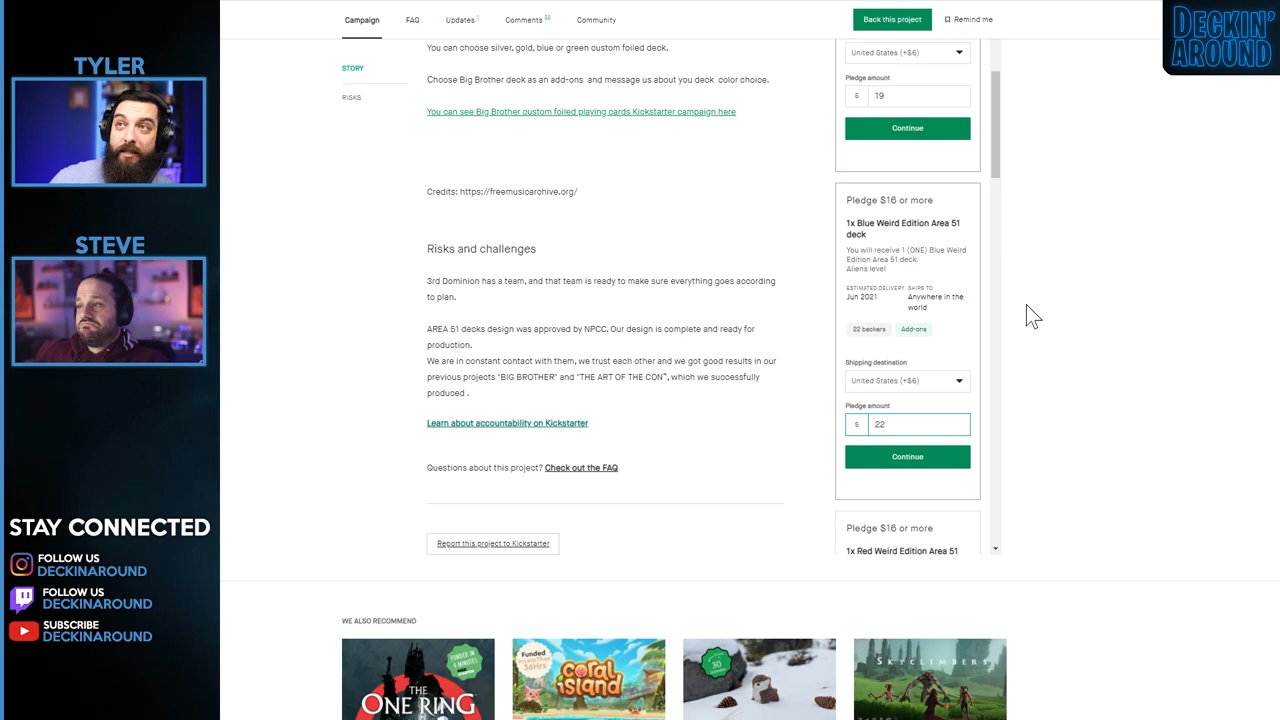 TYLER
STEVE
STAY CONNECTED
FOLLOW US
DECKINAROUND
FOLLOW US
DECKINAROUND
SUBSCRIBE
DECKINAROUND
Campaign
FAQ
Updates 1
Comments 32
Community
Back this project
Remind me
DECKIN'
AROUND
STORY
RISKS
You can choose silver, gold, blue or green custom foiled deck.
Choose Big Brother deck as an add-ons and message us about you deck color choice.
You can see Big Brother custom foiled playing cards Kickstarter campaign here
Credits: https://freemusicarchive.org/
Risks and challenges
3rd Dominion has a team, and that team is ready to make sure everything goes according
to plan.
AREA 51 decks design was approved by NPCC. Our design is complete and ready for
production.
We are in constant contact with them, we trust each other and we got good results in our
previous projects "BIG BROTHER" and "THE ART OF THE CON", which we successfully
produced .
Learn about accountability on Kickstarter
Questions about this project? Check out the FAQ
Report this project to Kickstarter
United States (+$6)
Pledge amount
$ 19
Continue
Pledge $16 or more
1x Blue Weird Edition Area 51
deck
You will receive 1 (ONE) Blue Weird
Edition Area 51 deck.
Aliens level
ESTIMATED DELIVERY SHIPS TO
Jun 2021 Anywhere in the
world
22 backers Add-ons
Shipping destination
United States (+$6)
Pledge amount
$ 22
Continue
Pledge $16 or more
1x Red Weird Edition Area 51
WE ALSO RECOMMEND
THE
ONE RING
Funded
coral
island
30
SKYCLIMBERS